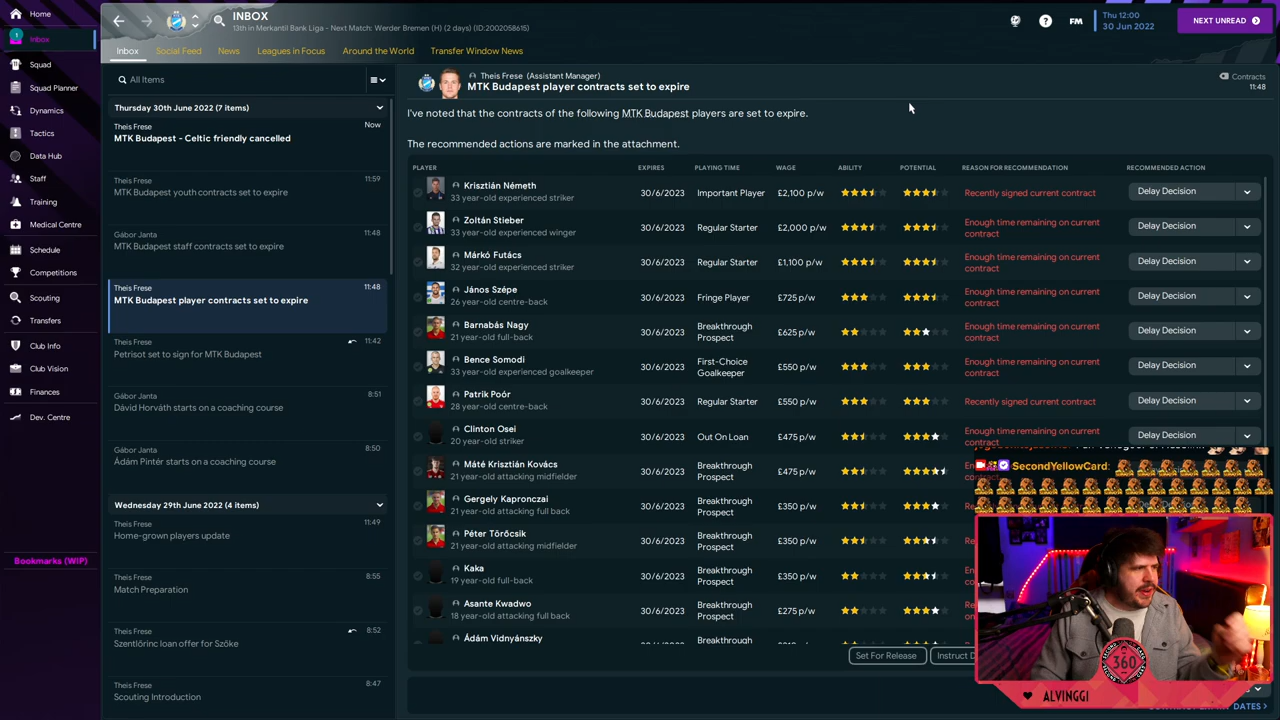 Home
INBOX
13th in Merkantil Bank Liga - Next Match: Werder Bremen (H) (2 days) (ID:2002058615)
FM
Thu 12:00
30 Jun 2022
NEXT UNREAD
1
Inbox
Squad
Squad Planner
Dynamics
Tactics
Data Hub
Staff
Training
Medical Centre
Schedule
Competitions
Scouting
Transfers
Club Info
Club Vision
Finances
Dev. Centre
Bookmarks (WIP)
Inbox
Social Feed
News
Leagues in Focus
Around the World
Transfer Window News
All Items
Thursday 30th June 2022 (7 items)
Theis Frese
Now
MTK Budapest - Celtic friendly cancelled
Theis Frese
11:59
MTK Budapest youth contracts set to expire
Gábor Janta
11:48
MTK Budapest staff contracts set to expire
Theis Frese
11:48
MTK Budapest player contracts set to expire
Theis Frese
11:42
Petrisot set to sign for MTK Budapest
Gábor Janta
8:51
Dávid Horváth starts on a coaching course
Gábor Janta
8:50
Ádám Pintér starts on a coaching course
Wednesday 29th June 2022 (4 items)
Theis Frese
11:49
Home-grown players update
Theis Frese
8:55
Match Preparation
Theis Frese
8:52
Szentlőrinc loan offer for Szőke
Theis Frese
8:47
Scouting Introduction
Theis Frese (Assistant Manager)
MTK Budapest player contracts set to expire
Contracts
11:48
I've noted that the contracts of the following MTK Budapest players are set to expire.
The recommended actions are marked in the attachment.
PLAYER EXPIRES PLAYING TIME WAGE ABILITY POTENTIAL REASON FOR RECOMMENDATION RECOMMENDED ACTION
Krisztián Németh
33 year-old experienced striker
30/6/2023 Important Player £2,100 p/w Recently signed current contract Delay Decision
Zoltán Stieber
33 year-old experienced winger
30/6/2023 Regular Starter £2,000 p/w Enough time remaining on current contract Delay Decision
Márkó Futács
32 year-old experienced striker
30/6/2023 Regular Starter £1,100 p/w Enough time remaining on current contract Delay Decision
János Szépe
26 year-old centre-back
30/6/2023 Fringe Player £725 p/w Enough time remaining on current contract Delay Decision
Barnabás Nagy
21 year-old full-back
30/6/2023 Breakthrough Prospect £625 p/w Enough time remaining on current contract Delay Decision
Bence Somodi
33 year-old experienced goalkeeper
30/6/2023 First-Choice Goalkeeper £550 p/w Enough time remaining on current contract Delay Decision
Patrik Poór
28 year-old centre-back
30/6/2023 Regular Starter £550 p/w Recently signed current contract Delay Decision
Clinton Osei
20 year-old striker
30/6/2023 Out On Loan £475 p/w Enough time remaining on current contract Delay Decision
Máté Krisztián Kovács
21 year-old attacking midfielder
30/6/2023 Breakthrough Prospect £475 p/w
Gergely Kapronczai
21 year-old attacking full back
30/6/2023 Breakthrough Prospect £350 p/w
Péter Törőcsik
21 year-old attacking midfielder
30/6/2023 Breakthrough Prospect £350 p/w
Kaka
19 year-old full-back
30/6/2023 Breakthrough Prospect £350 p/w
Asante Kwadwo
18 year-old attacking full back
30/6/2023 Breakthrough Prospect £275 p/w
Ádám Vidnyánszky
30/6/2023 Breakthrough
Set For Release
Instruct D
SecondYellowCard:
360
ALVINGGI
DATES